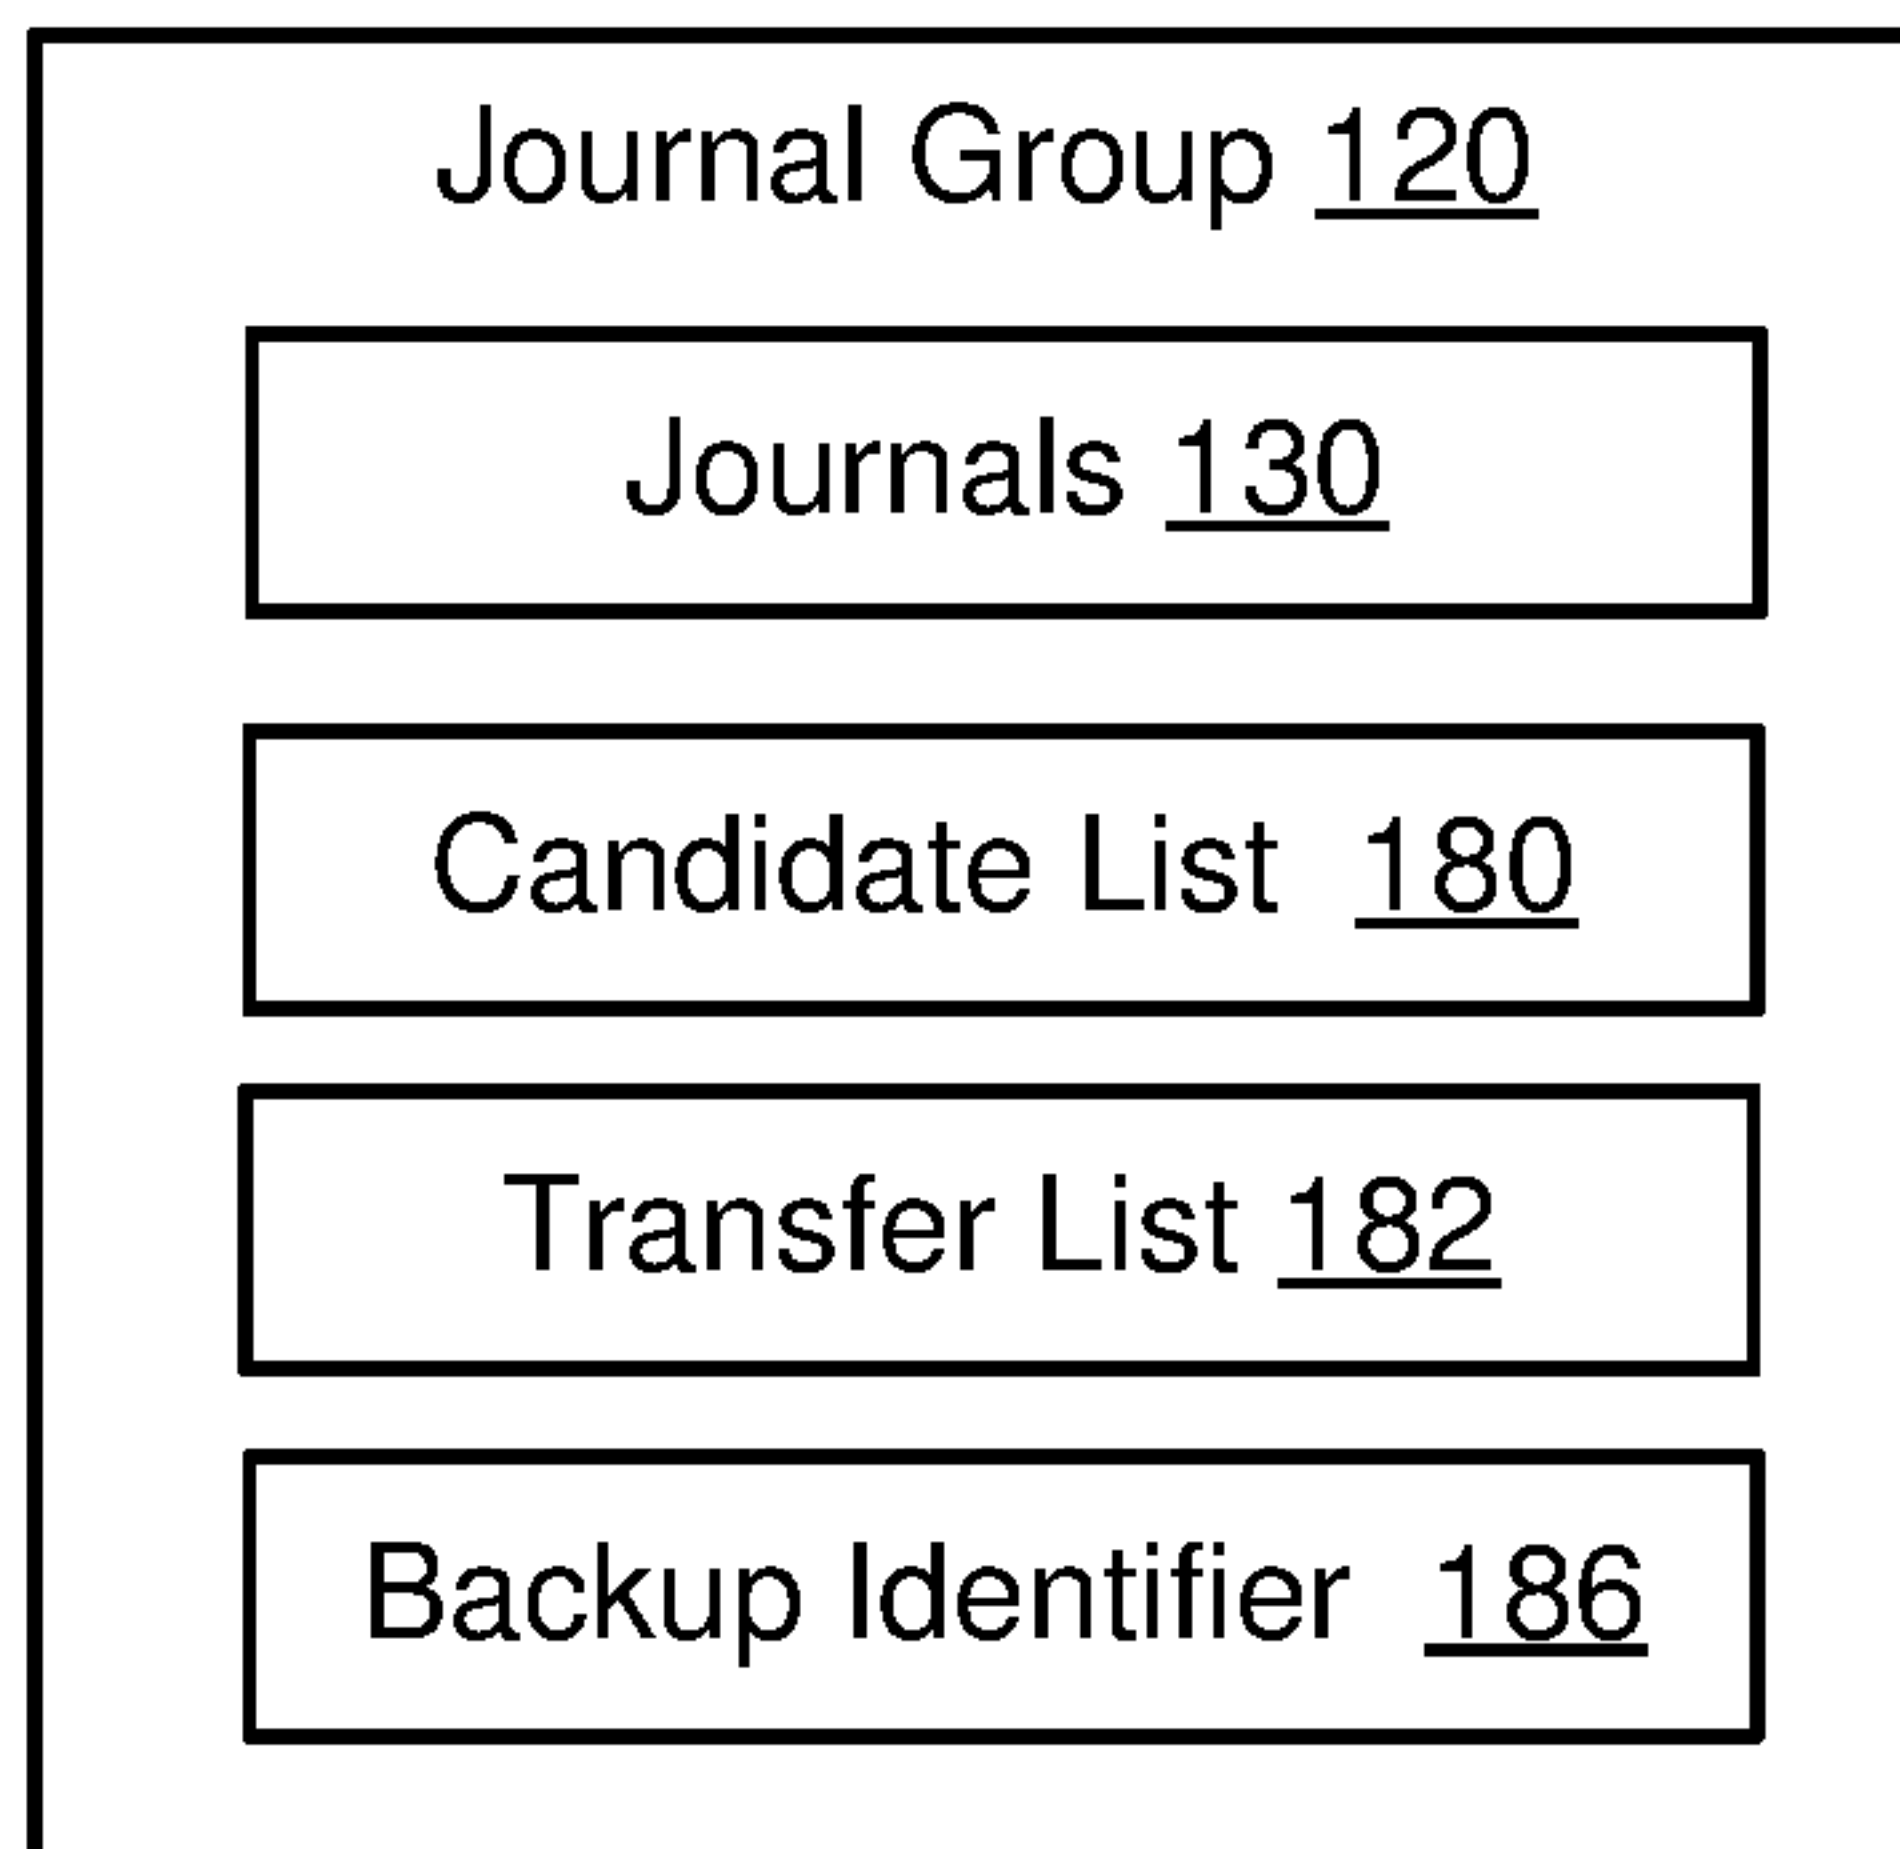 Journal Group 120
Journals 130
Candidate List 180
Transfer List 182
Backup Identifier 186